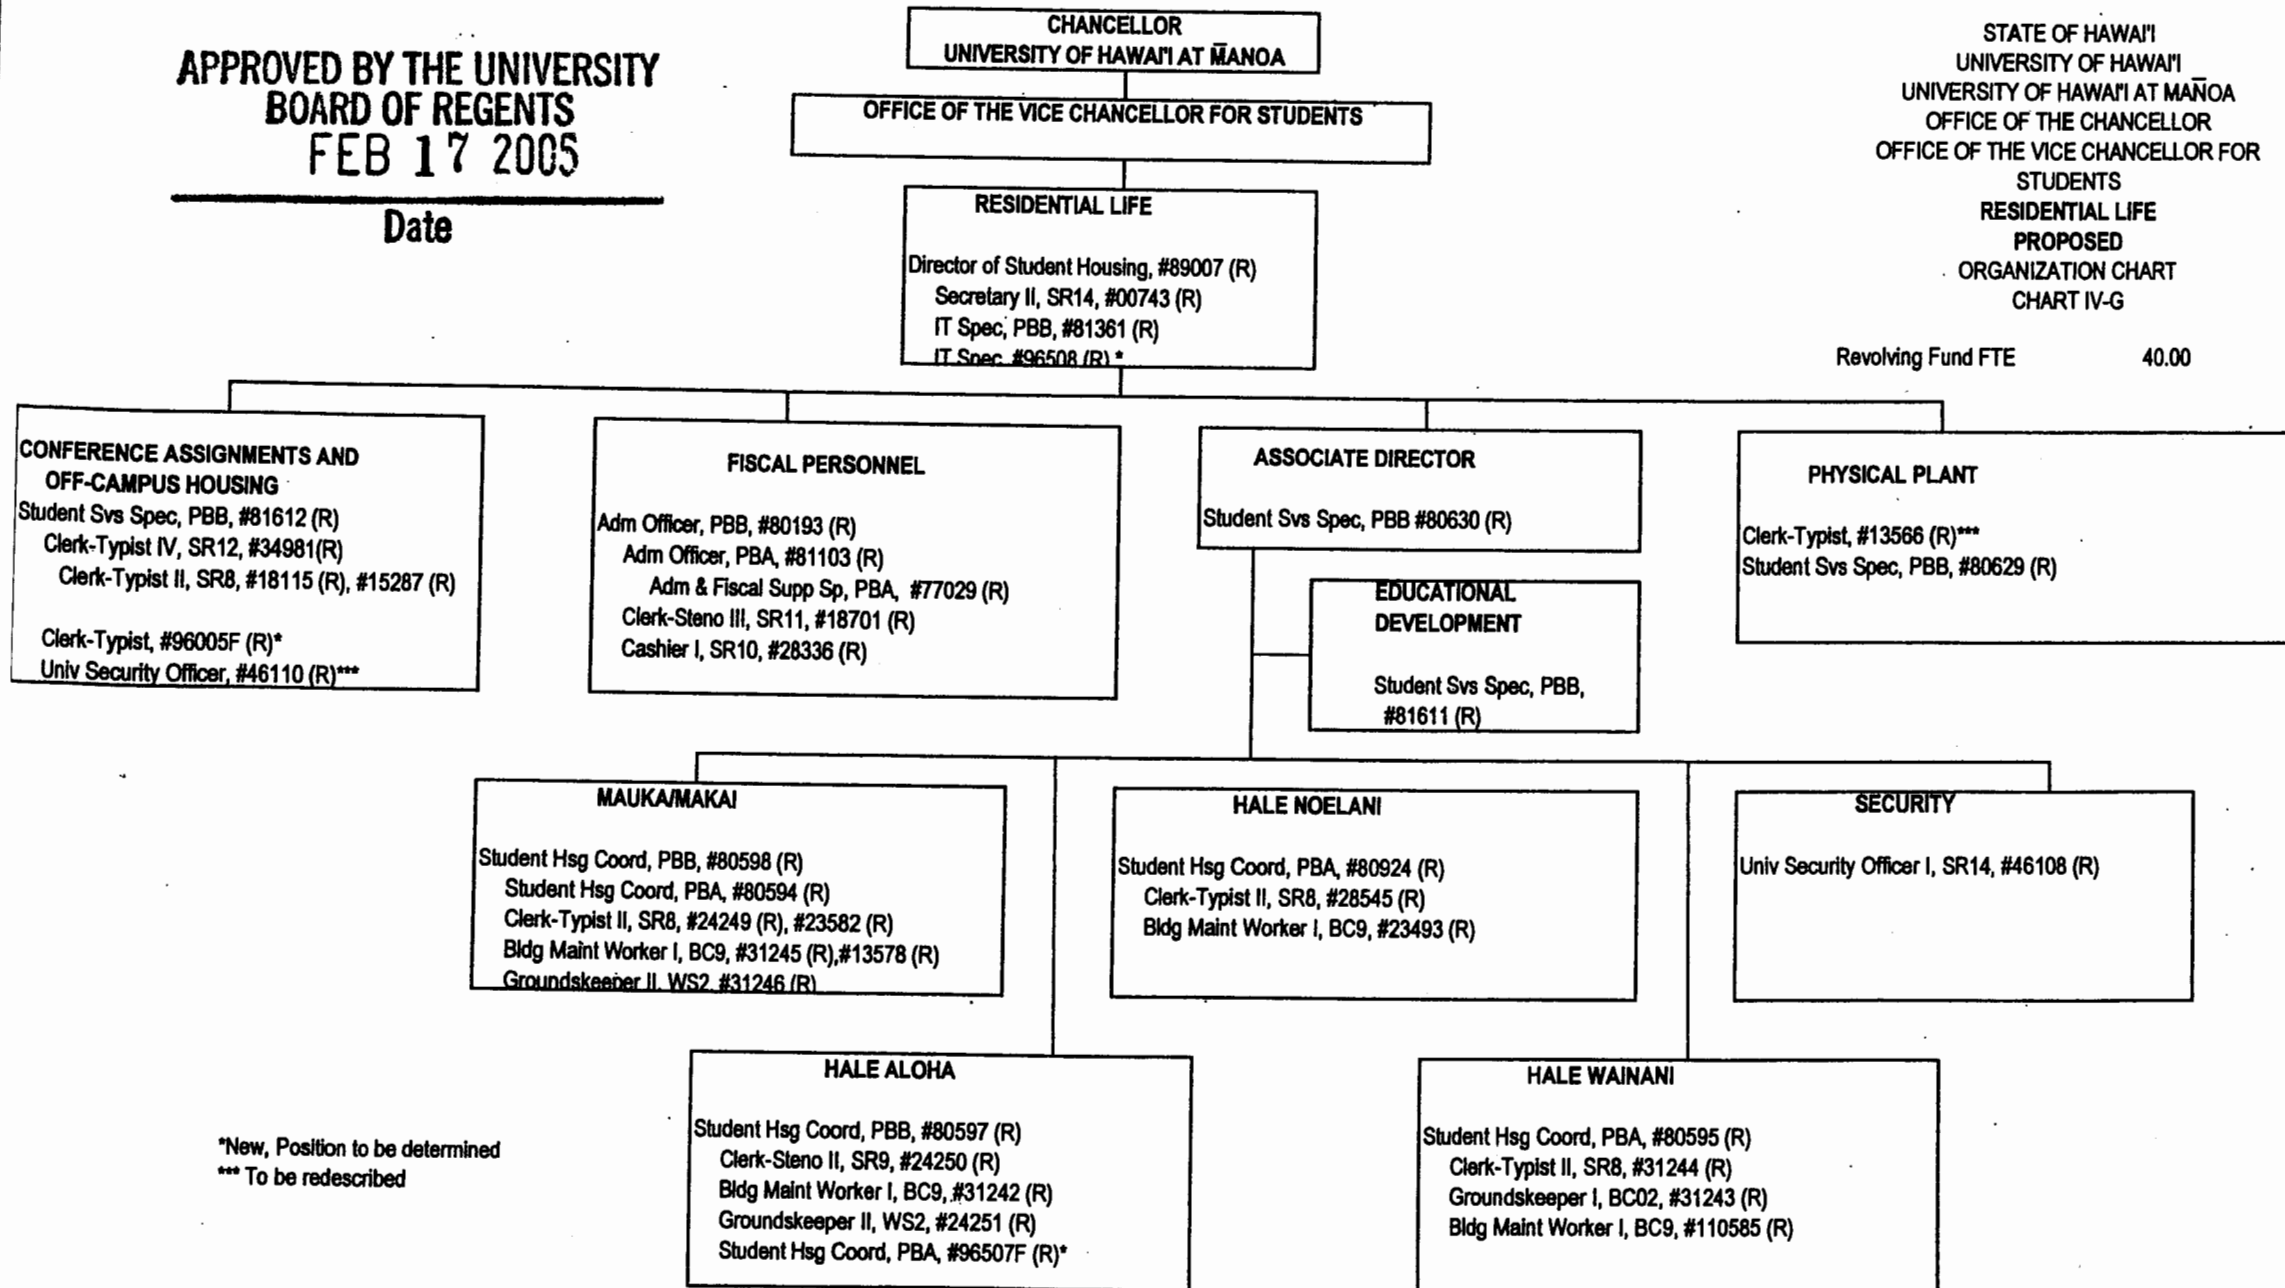 APPROVED BY THE UNIVERSITY
BOARD OF REGENTS
FEB 17 2005
Date
CHANCELLOR
UNIVERSITY OF HAWAI'I AT MĀNOA
OFFICE OF THE VICE CHANCELLOR FOR STUDENTS
STATE OF HAWAI'I
UNIVERSITY OF HAWAI'I
UNIVERSITY OF HAWAI'I AT MĀNOA
OFFICE OF THE CHANCELLOR
OFFICE OF THE VICE CHANCELLOR FOR
STUDENTS
RESIDENTIAL LIFE
PROPOSED
ORGANIZATION CHART
CHART IV-G
Revolving Fund FTE 40.00
RESIDENTIAL LIFE
Director of Student Housing, #89007 (R)
Secretary II, SR14, #00743 (R)
IT Spec, PBB, #81361 (R)
IT Spec, #96508 (R) *
CONFERENCE ASSIGNMENTS AND
OFF-CAMPUS HOUSING
Student Svs Spec, PBB, #81612 (R)
Clerk-Typist IV, SR12, #34981(R)
Clerk-Typist II, SR8, #18115 (R), #15287 (R)
Clerk-Typist, #96005F (R)*
Univ Security Officer, #46110 (R)***
FISCAL PERSONNEL
Adm Officer, PBB, #80193 (R)
Adm Officer, PBA, #81103 (R)
Adm & Fiscal Supp Sp, PBA, #77029 (R)
Clerk-Steno III, SR11, #18701 (R)
Cashier I, SR10, #28336 (R)
ASSOCIATE DIRECTOR
Student Svs Spec, PBB #80630 (R)
PHYSICAL PLANT
Clerk-Typist, #13566 (R)***
Student Svs Spec, PBB, #80629 (R)
EDUCATIONAL
DEVELOPMENT
Student Svs Spec, PBB,
#81611 (R)
MAUKA/MAKAI
Student Hsg Coord, PBB, #80598 (R)
Student Hsg Coord, PBA, #80594 (R)
Clerk-Typist II, SR8, #24249 (R), #23582 (R)
Bldg Maint Worker I, BC9, #31245 (R),#13578 (R)
Groundskeeper II, WS2, #31246 (R)
HALE NOELANI
Student Hsg Coord, PBA, #80924 (R)
Clerk-Typist II, SR8, #28545 (R)
Bldg Maint Worker I, BC9, #23493 (R)
SECURITY
Univ Security Officer I, SR14, #46108 (R)
HALE ALOHA
Student Hsg Coord, PBB, #80597 (R)
Clerk-Steno II, SR9, #24250 (R)
Bldg Maint Worker I, BC9, #31242 (R)
Groundskeeper II, WS2, #24251 (R)
Student Hsg Coord, PBA, #96507F (R)*
HALE WAINANI
Student Hsg Coord, PBA, #80595 (R)
Clerk-Typist II, SR8, #31244 (R)
Groundskeeper I, BC02, #31243 (R)
Bldg Maint Worker I, BC9, #110585 (R)
*New, Position to be determined
*** To be redescribed